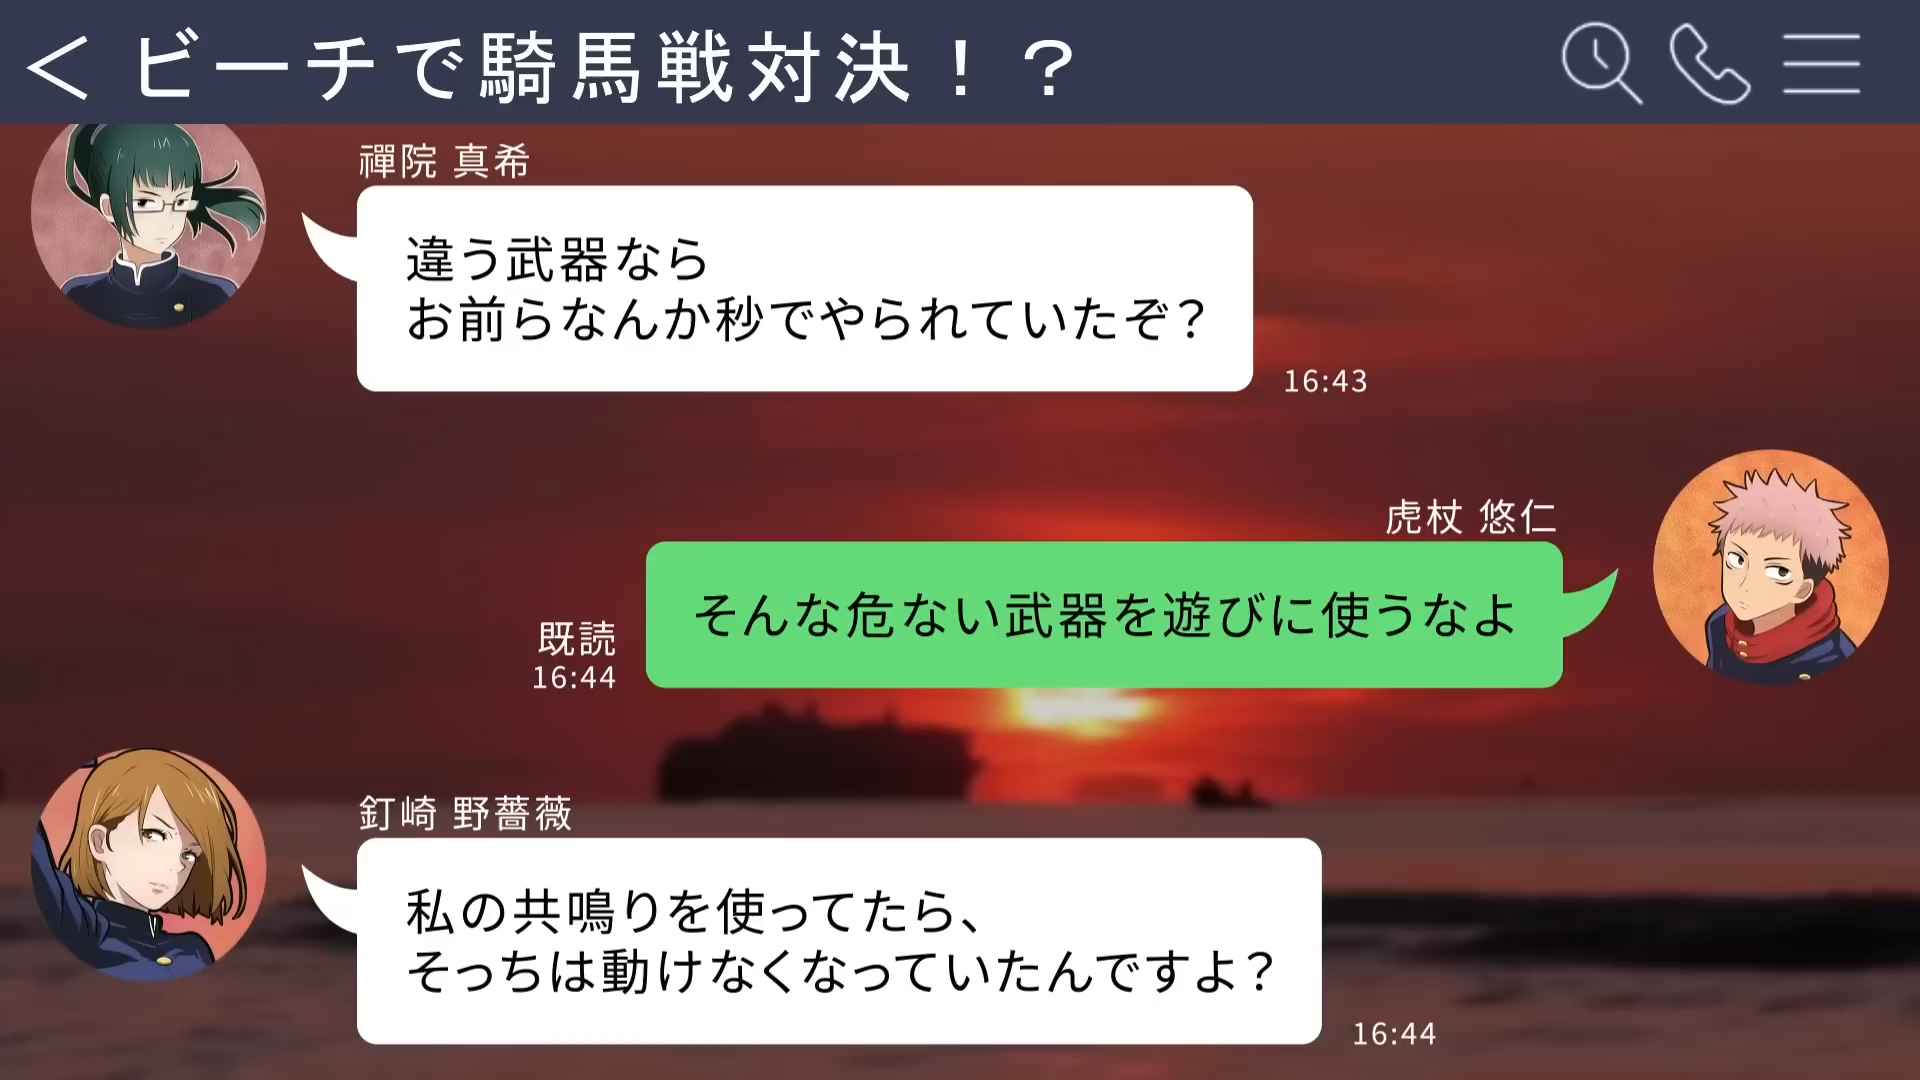 < ビーチで騎馬戦対決！？
禪院 真希
違う武器なら
お前らなんか秒でやられていたぞ？
16:43
虎杖 悠仁
そんな危ない武器を遊びに使うなよ
既読
16:44
釘崎 野薔薇
私の共鳴りを使ってたら、
そっちは動けなくなっていたんですよ？
16:44